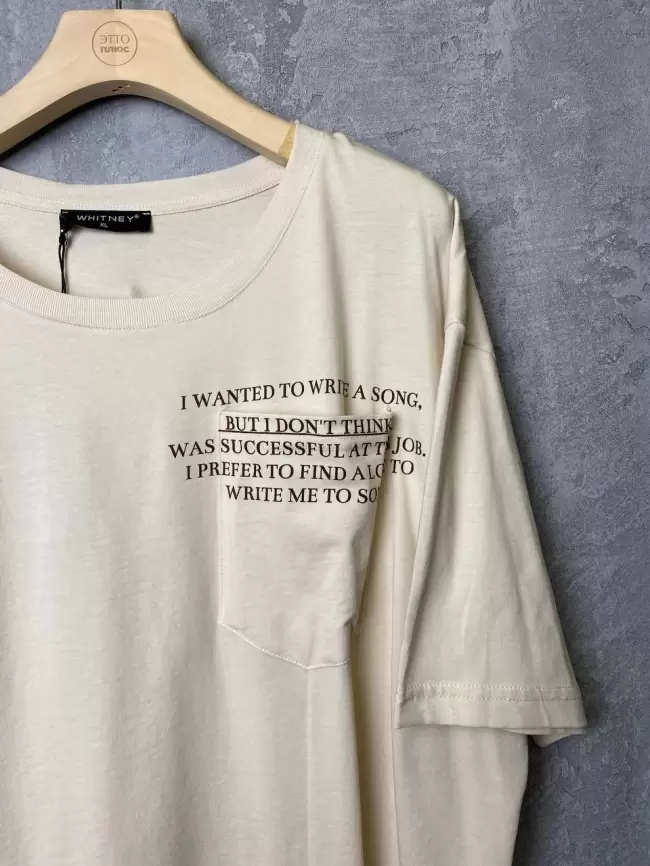 ЭТТО
ПЛЮС
WHITNEY®
XL
I WANTED TO WRITE A SONG,
BUT I DON'T THINK
WAS SUCCESSFUL AT JOB.
I PREFER TO FIND A TO
WRITE ME TO